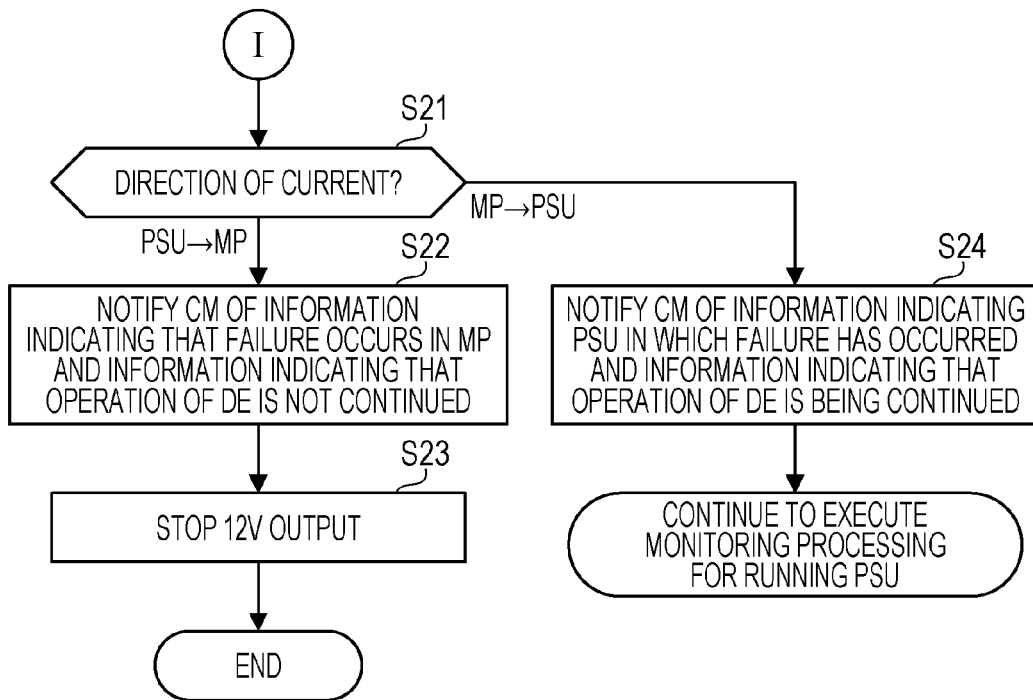 I
S21
DIRECTION OF CURRENT?
MP→PSU
PSU→MP
S22
NOTIFY CM OF INFORMATION
INDICATING THAT FAILURE OCCURS IN MP
AND INFORMATION INDICATING THAT
OPERATION OF DE IS NOT CONTINUED
S24
NOTIFY CM OF INFORMATION INDICATING
PSU IN WHICH FAILURE HAS OCCURRED
AND INFORMATION INDICATING THAT
OPERATION OF DE IS BEING CONTINUED
S23
STOP 12V OUTPUT
CONTINUE TO EXECUTE
MONITORING PROCESSING
FOR RUNNING PSU
END